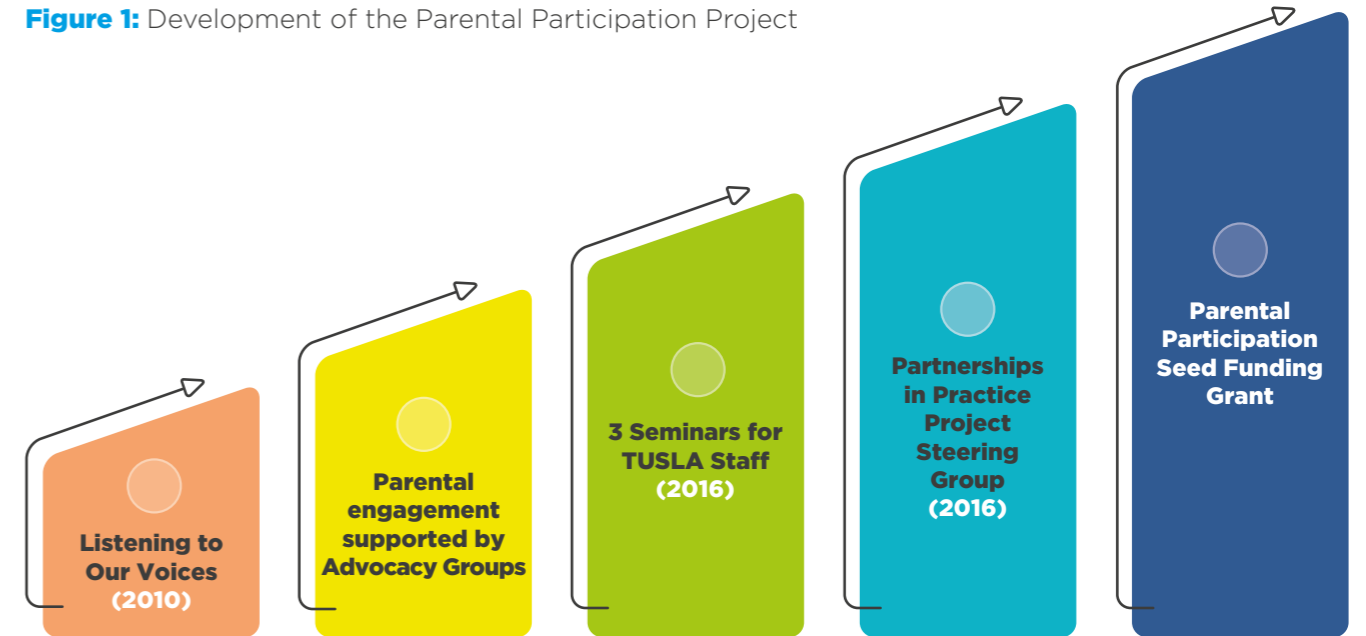 Figure 1: Development of the Parental Participation Project
Listening to
Our Voices
(2010)
Parental
engagement
supported by
Advocacy Groups
3 Seminars for
TUSLA Staff
(2016)
Partnerships
in Practice
Project
Steering
Group
(2016)
Parental
Participation
Seed Funding
Grant